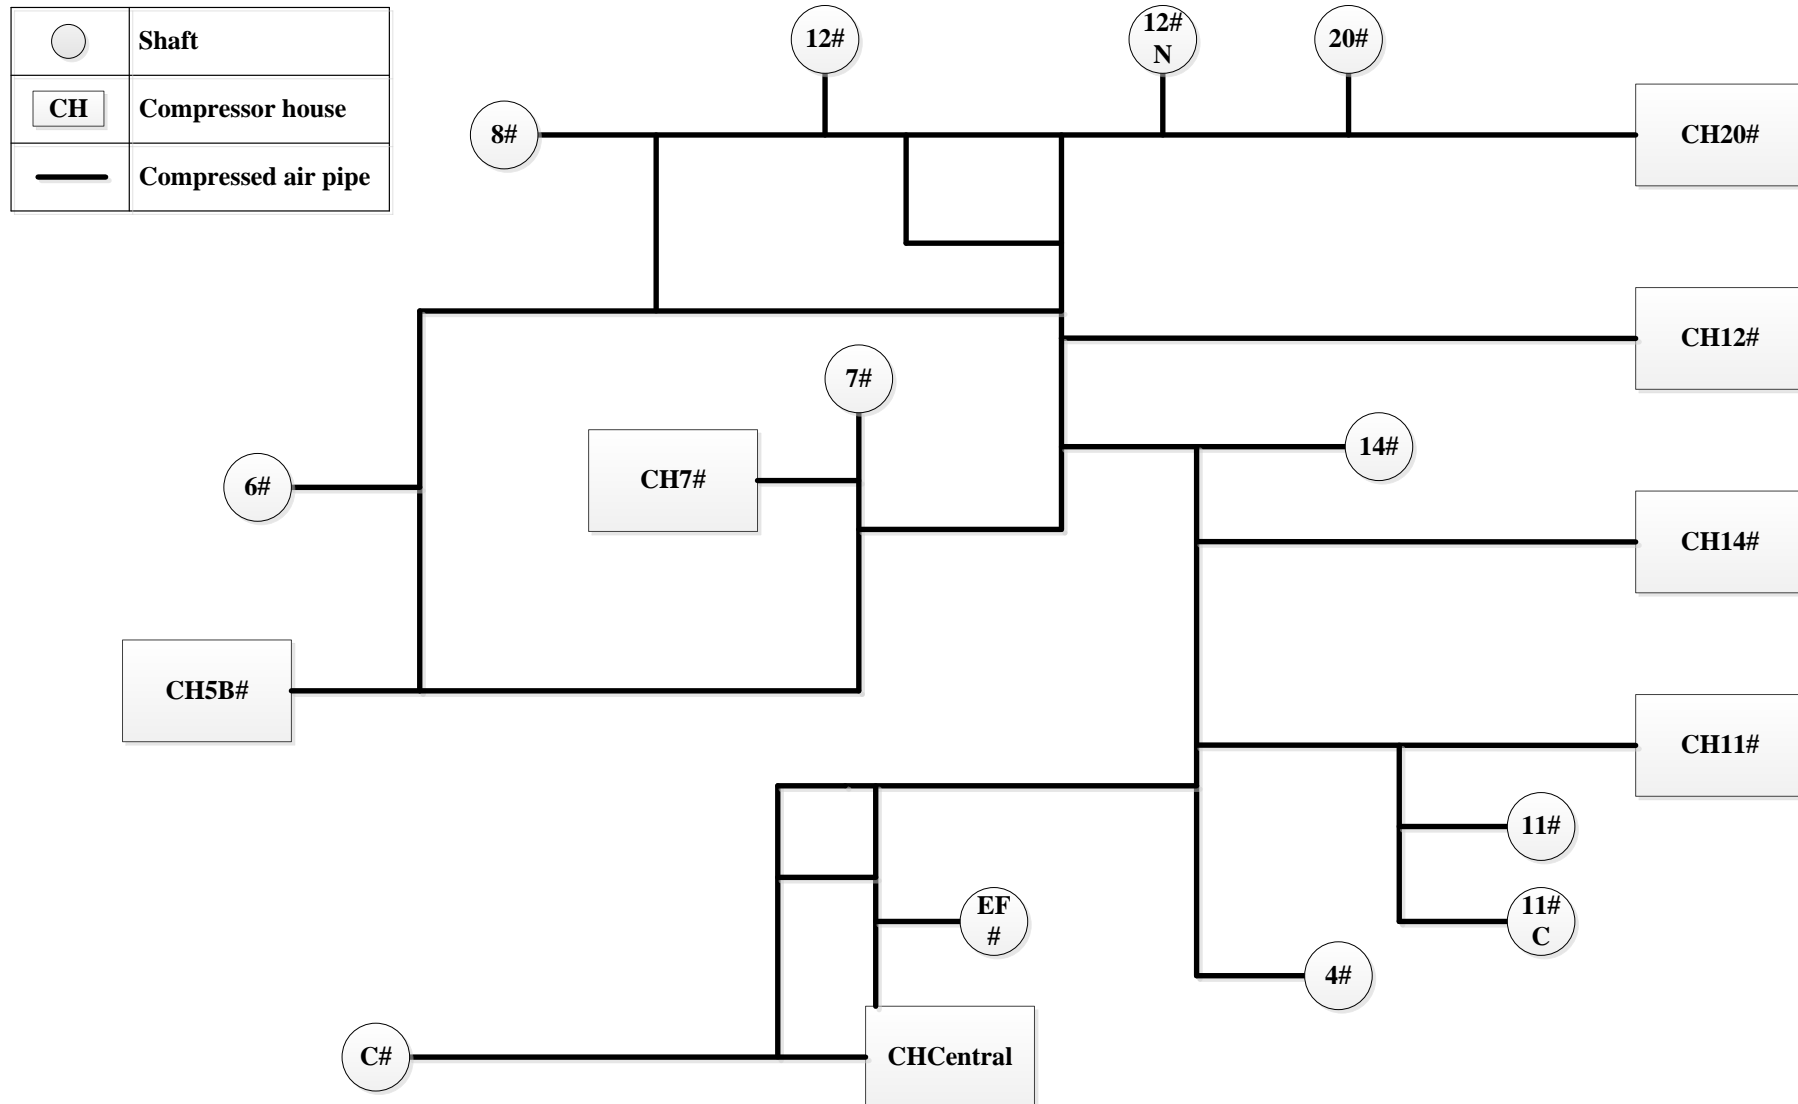 Shaft
CH
Compressor house
Compressed air pipe
12#
12#
N
20#
8#
CH20#
CH12#
7#
14#
CH7#
6#
CH14#
CH5B#
CH11#
11#
EF
#
11#
C
4#
C#
CHCentral